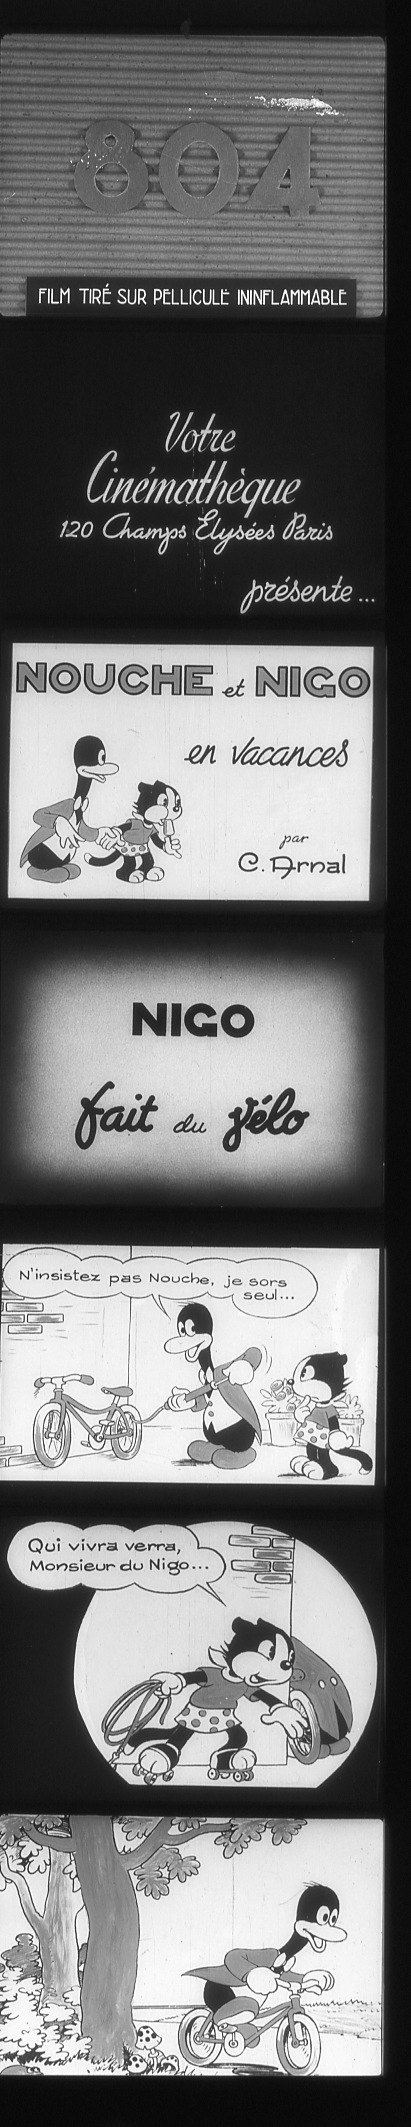 804
FILM TIRÉ SUR PELLICULE ININFLAMMABLE
Votre
Cinémathèque
120 Champs Elysées Paris
présente...
NOUCHE et NIGO
en vacances
par
C. Arnal
NIGO
fait du vélo
N'insistez pas Nouche, je sors
seul...
Qui vivra verra,
Monsieur du Nigo...